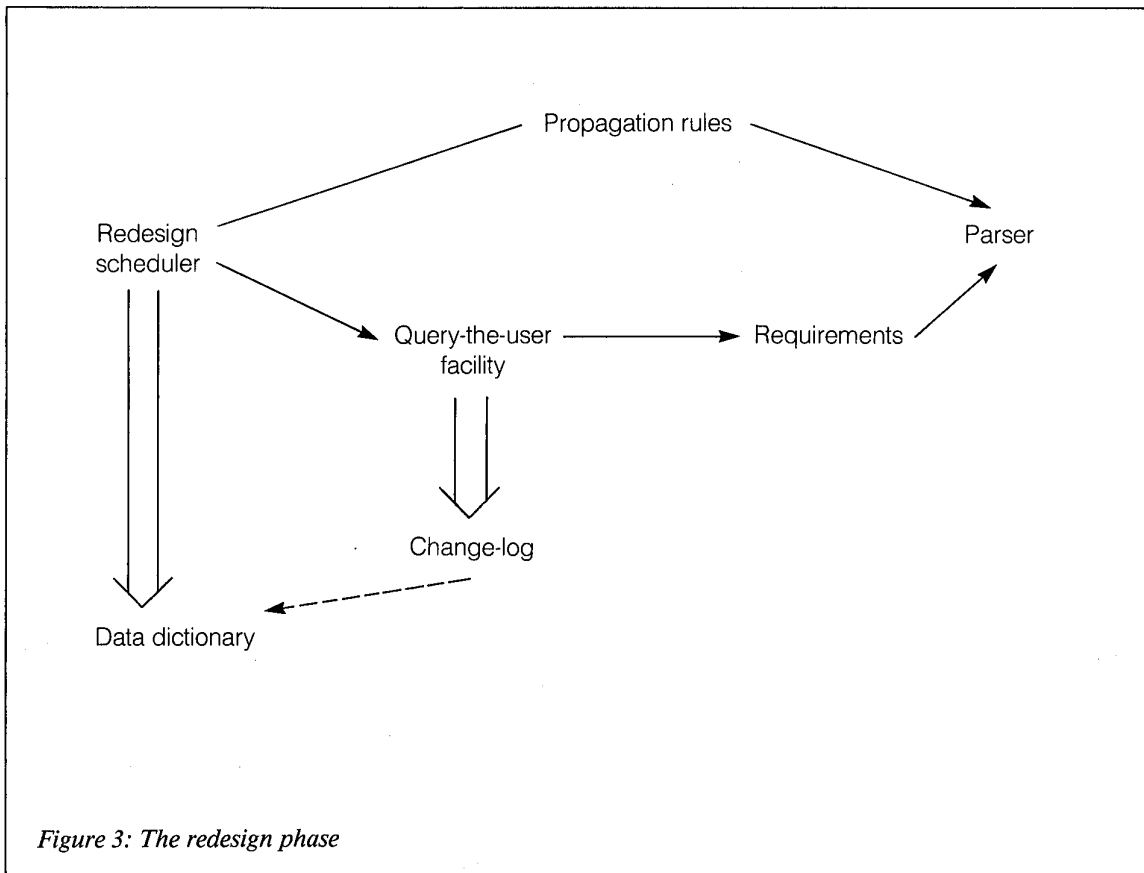 Propagation rules
Redesign
scheduler
Parser
Query-the-user
facility
Requirements
Change-log
Data dictionary
Figure 3: The redesign phase